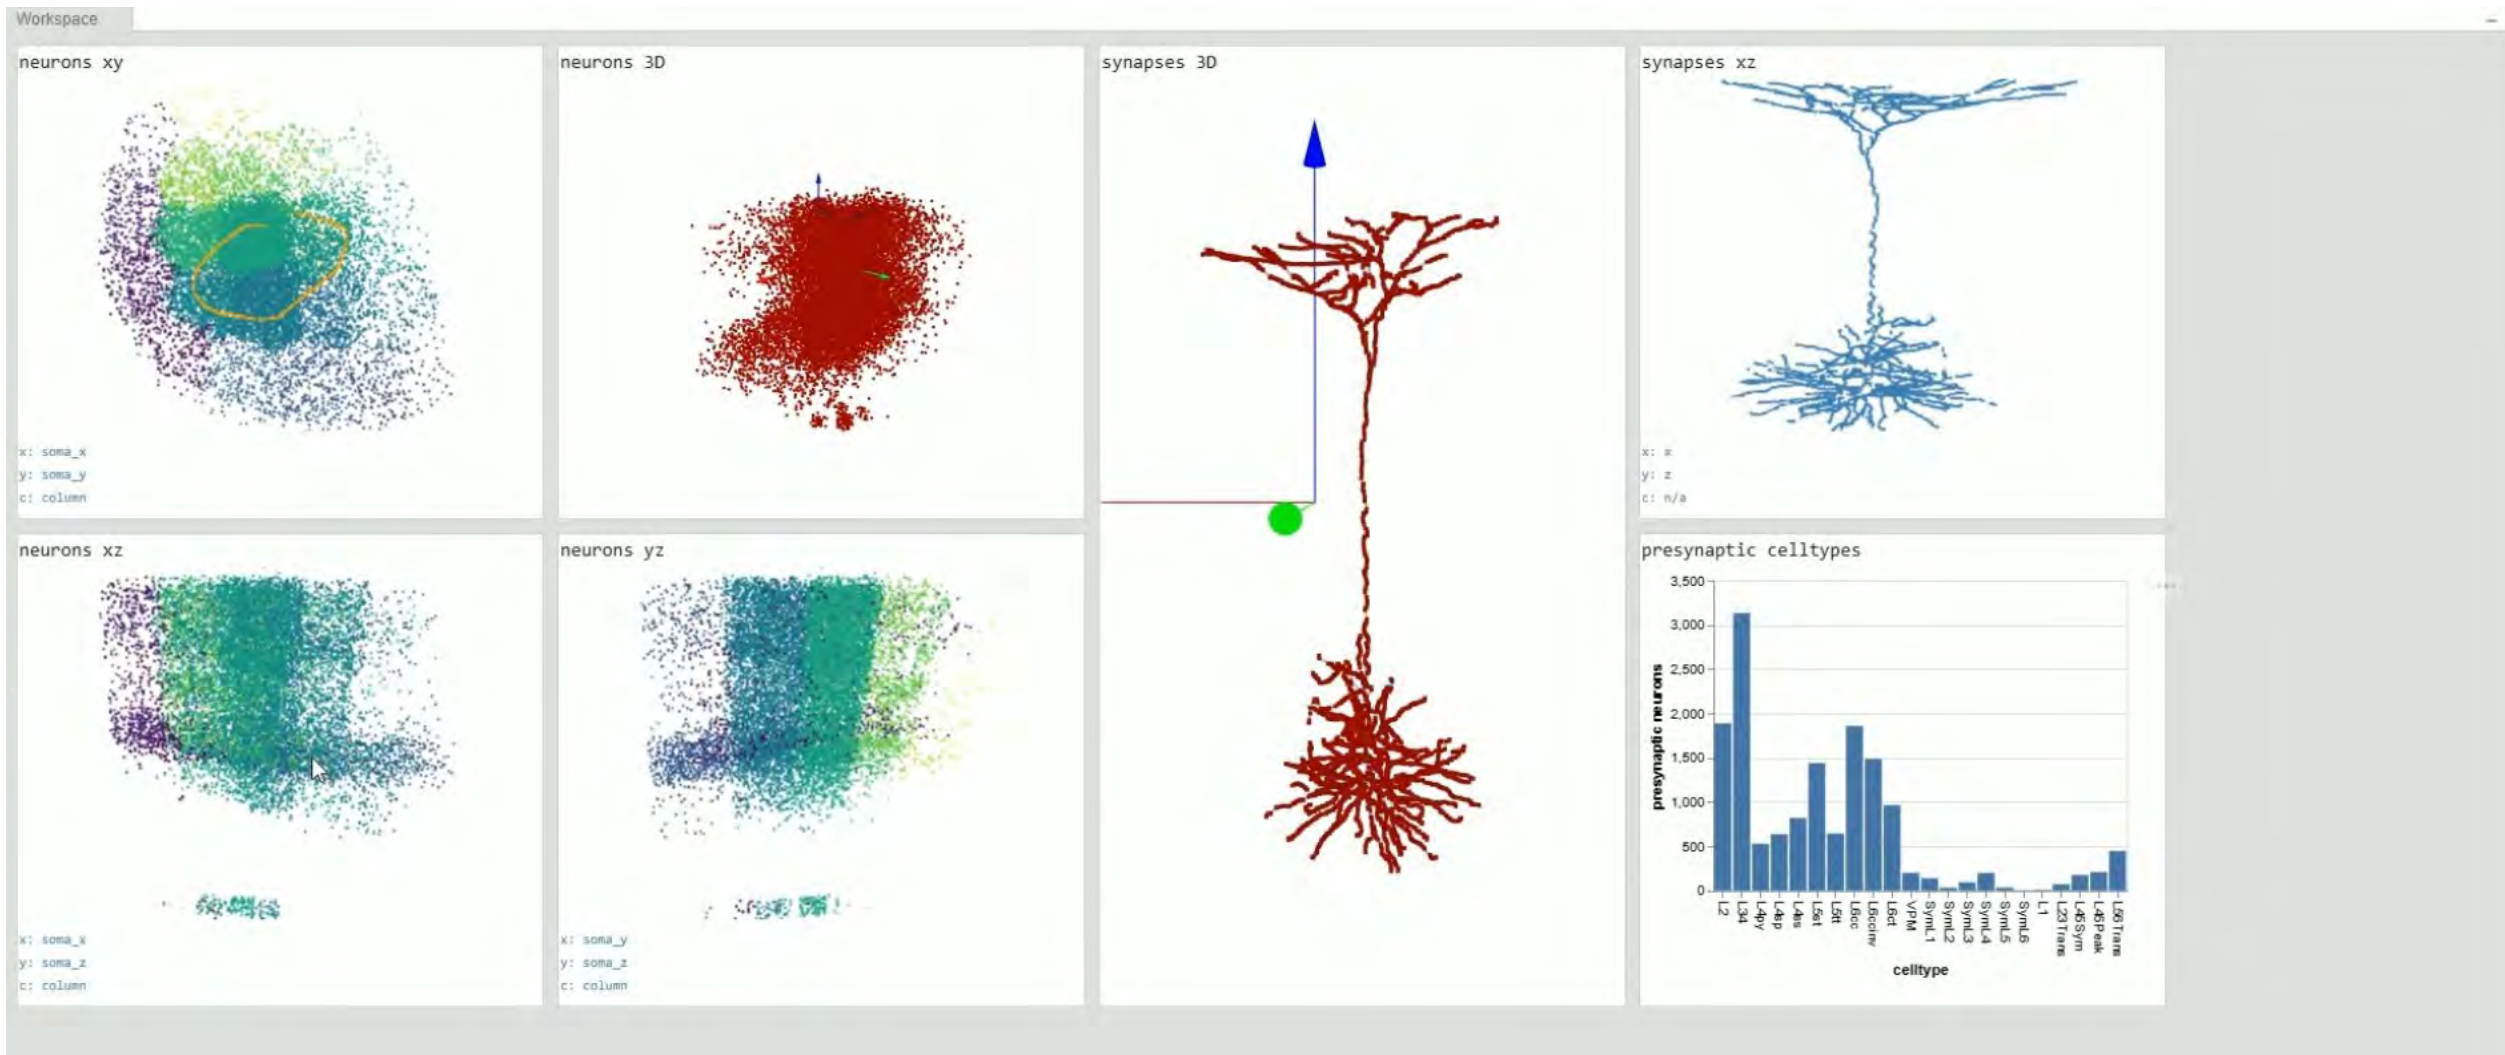 Workspace
neurons xy
x: soma_x
y: soma_y
c: column
neurons 3D
synapses 3D
synapses xz
x: x
y: z
c: n/a
neurons xz
x: soma_x
y: soma_z
c: column
neurons yz
x: soma_y
y: soma_z
c: column
presynaptic celltypes
3,500
3,000
2,500
2,000
1,500
1,000
500
0
presynaptic neurons
L2
L34
L4py
L4sp
L4ss
L5st
L5tt
L6cc
L6ccinv
L6ct
VPM
SymL1
SymL2
SymL3
SymL4
SymL5
SymL6
L1
L23Trans
L45Sym
L45Peak
L56Trans
celltype